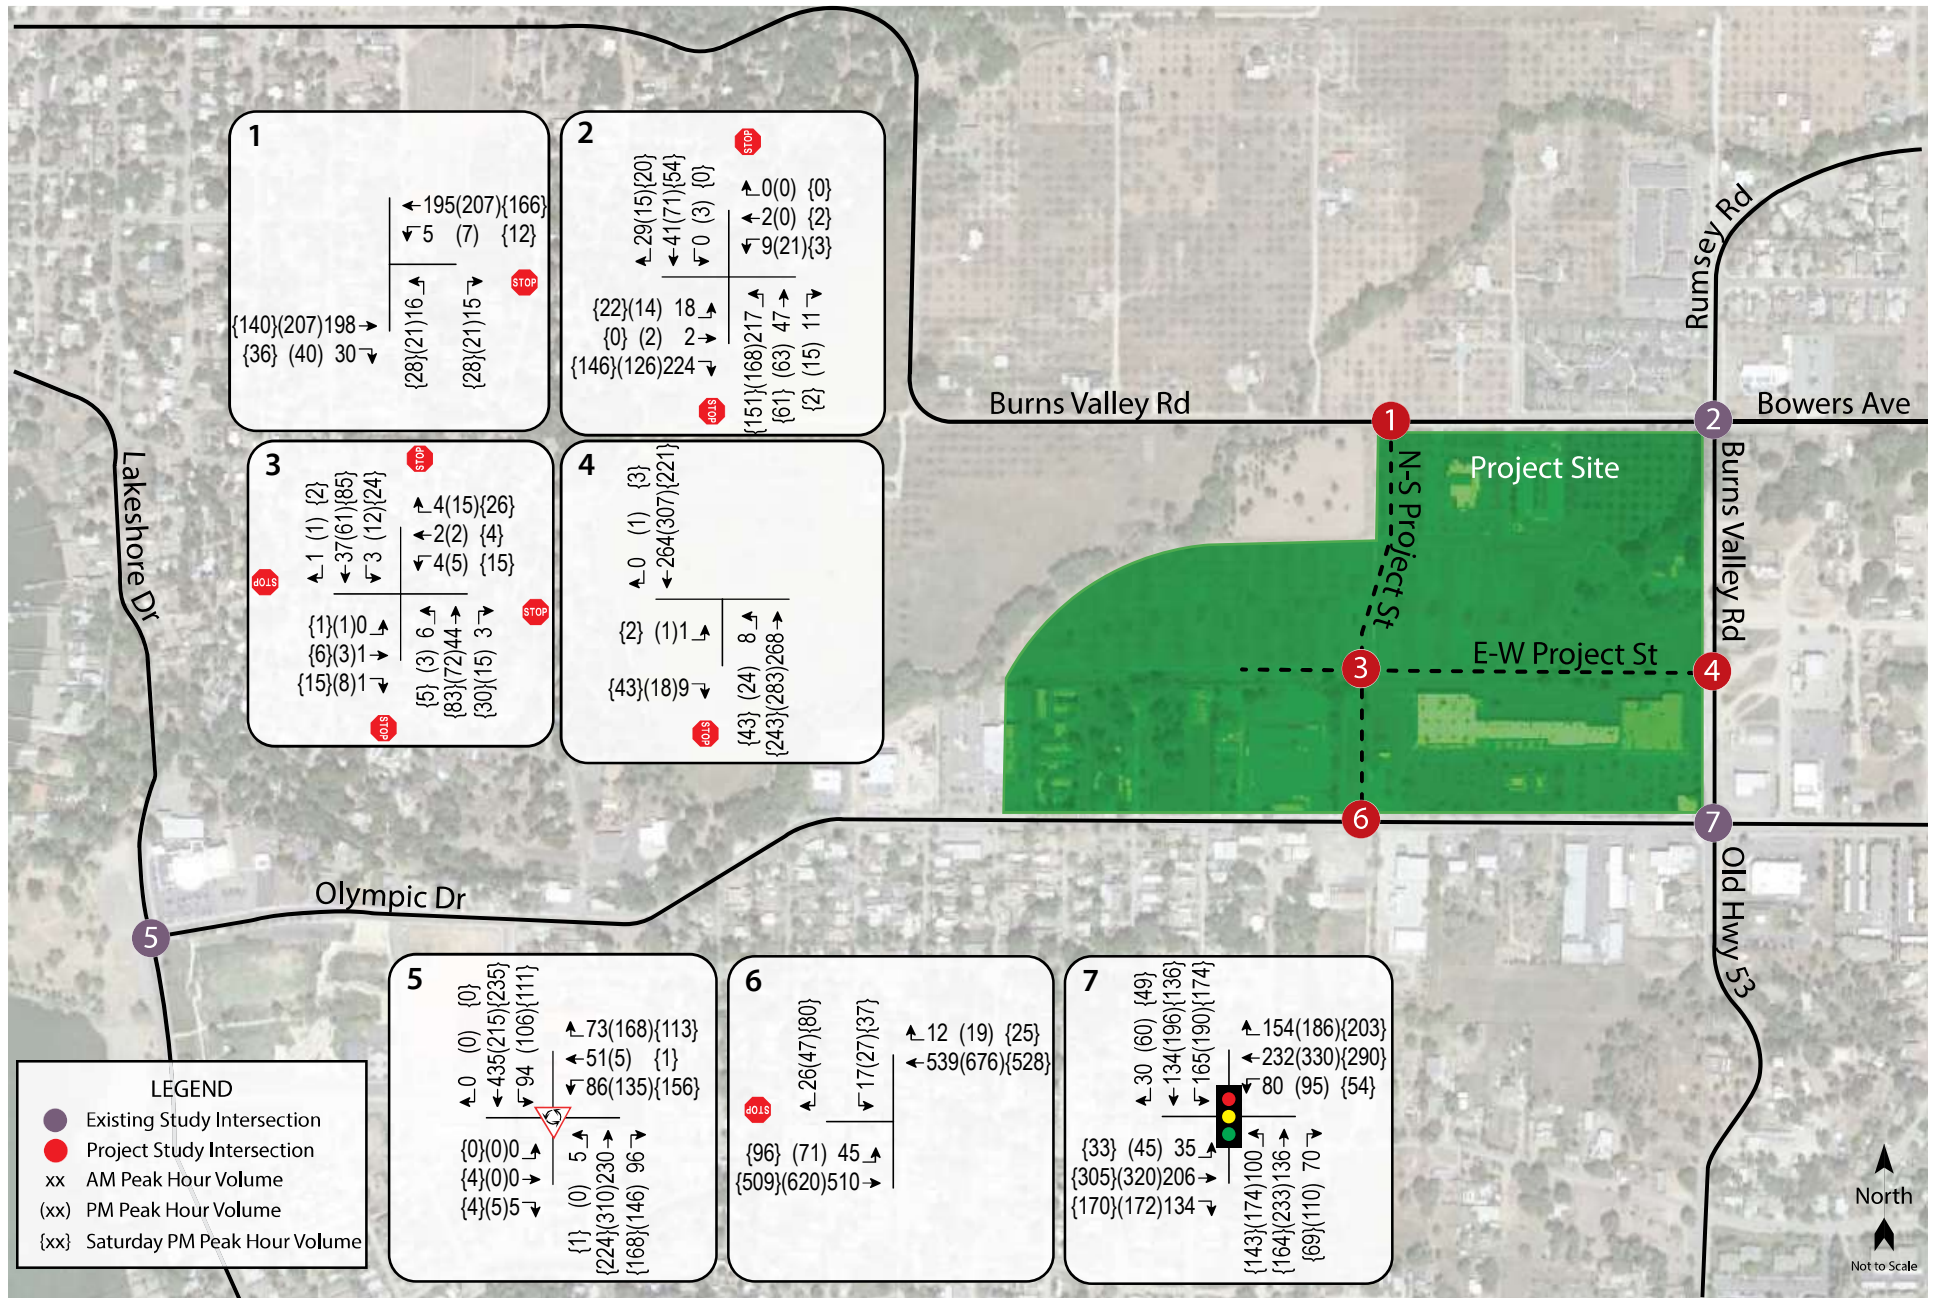 1
195(207){166}
5 (7) {12}
STOP
{140}(207)198
{36} (40) 30
{28}(21)16
{28}(21)15
2
STOP
29(15){20}
41(71){54}
0 (3) {0}
0(0) {0}
2(0) {2}
9(21){3}
{22}(14) 18
{0} (2) 2
{146}(126)224
STOP
{151}(168)217
{61} (63) 47
{2} (15) 11
3
STOP
1 (1) {2}
37(61){85}
3 (12){24}
4(15){26}
2(2) {4}
4(5) {15}
STOP
STOP
{1}(1)0
{6}(3)1
{15}(8)1
{5} (3) 6
{83}(72)44
{30}(15) 3
STOP
4
0 (1) {3}
264(307){221}
{2} (1)1
{43}(18)9
STOP
{43} (24) 8
{243}(283)268
Rumsey Rd
Burns Valley Rd
1
2
Bowers Ave
Project Site
N-S Project St
Burns Valley Rd
Lakeshore Dr
E-W Project St
3
4
6
7
Olympic Dr
Old Hwy 53
5
5
0 (0) {0}
435(215){235}
94 (106){111}
73(168){113}
51(5) {1}
86(135){156}
{0}(0)0
{4}(0)0
{4}(5)5
{1} (0) 5
{224}(310)230
{168}(146) 96
6
26(47){80}
17(27){37}
12 (19) {25}
539(676){528}
STOP
{96} (71) 45
{509}(620)510
7
30 (60) {49}
134(196){136}
165(190){174}
154(186){203}
232(330){290}
80 (95) {54}
{33} (45) 35
{305}(320)206
{170}(172)134
{143}(174)100
{164}(233)136
{69}(110) 70
LEGEND
Existing Study Intersection
Project Study Intersection
xx AM Peak Hour Volume
(xx) PM Peak Hour Volume
{xx} Saturday PM Peak Hour Volume
North
Not to Scale